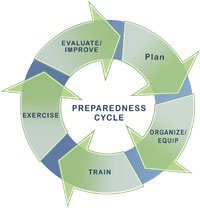 EVALUATE/
IMPROVE
Plan
PREPAREDNESS
CYCLE
EXERCISE
ORGANIZE/
EQUIP
TRAIN